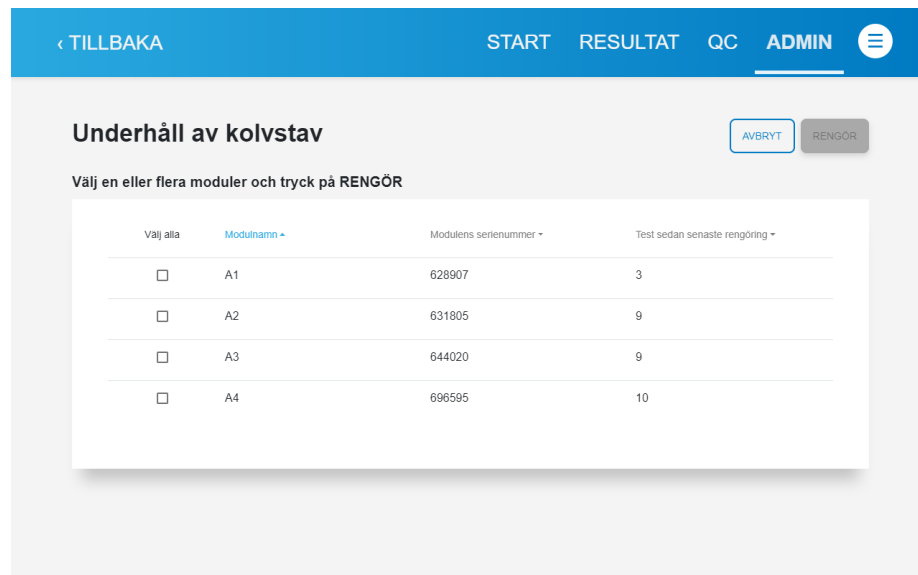 ‹ TILLBAKA START RESULTAT QC ADMIN
Underhåll av kolvstav
AVBRYT RENGÖR
Välj en eller flera moduler och tryck på RENGÖR
Välj alla Modulnamn Modulens serienummer Test sedan senaste rengöring
A1 628907 3
A2 631805 9
A3 644020 9
A4 696595 10